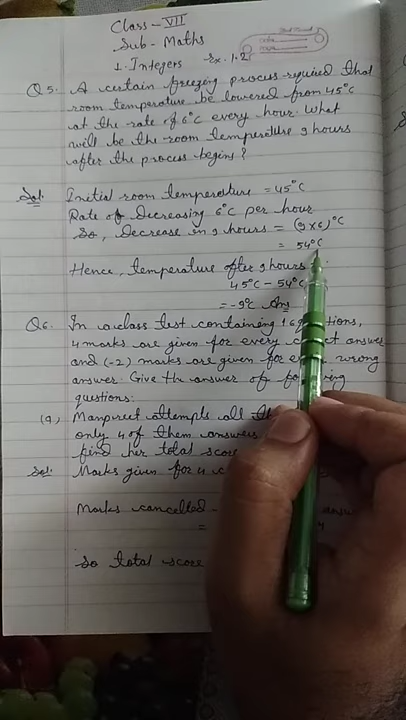 Class - VII
Sub - Maths
1. Integers Ex. 1.2
Q5. A certain freezing process required that
room temperature be lowered from 45°C
at the rate of 6°C every hour. What
will be the room temperature 9 hours
after the process begins?
Sol: Initial room temperature = 45°C
Rate of Decreasing 6°C per hour
So, Decrease in 9 hours = (9×6)°C
= 54°C
Hence, temperature after 9 hours
45°C - 54°C
= -9°C Ans
Q6. In a class test containing 16
4 marks are given for every answer
and (-2) marks are given for wrong
answer. Give the answer of
questions:
(a) Manpreet attempts all
only 4 of them answers
find her total score
Sol: Marks given for 4
Marks cancelled -
=
So total score